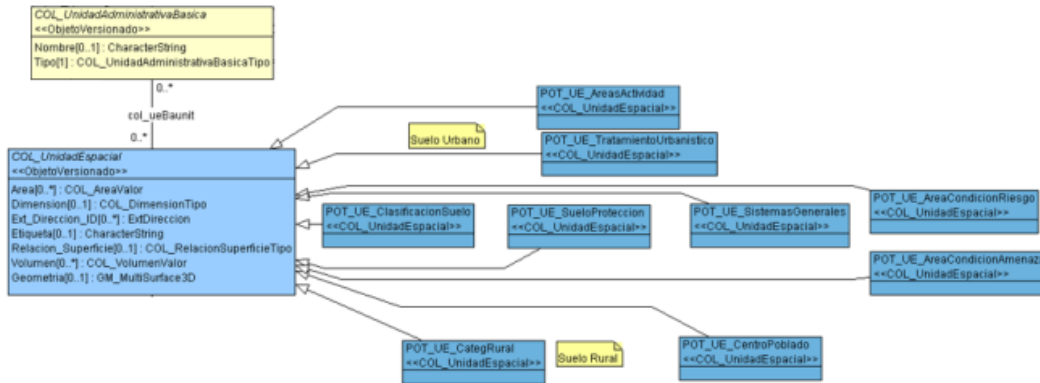 COL_UnidadAdministrativaBasica
<<ObjetoVersionado>>
Nombre[0..1] : CharacterString
Tipo[1] : COL_UnidadAdministrativaBasicaTipo
0..*
col_ueBaunit
0..*
COL_UnidadEspacial
<<ObjetoVersionado>>
Area[0..*] : COL_AreaValor
Dimension[0..1] : COL_DimensionTipo
Ext_Direccion_ID[0..*] : ExtDireccion
Etiqueta[0..1] : CharacterString
Relacion_Superficie[0..1] : COL_RelacionSuperficieTipo
Volumen[0..*] : COL_VolumenValor
Geometria[0..1] : GM_MultiSurface3D
POT_UE_AreasActividad
<<COL_UnidadEspacial>>
Suelo Urbano
POT_UE_TratamientoUrbanistico
<<COL_UnidadEspacial>>
POT_UE_ClasificacionSuelo
<<COL_UnidadEspacial>>
POT_UE_SueloProteccion
<<COL_UnidadEspacial>>
POT_UE_SistemasGenerales
<<COL_UnidadEspacial>>
POT_UE_AreaCondicionRiesgo
<<COL_UnidadEspacial>>
POT_UE_AreaCondicionAmenaz
<<COL_UnidadEspacial>>
POT_UE_CategRural
<<COL_UnidadEspacial>>
Suelo Rural
POT_UE_CentroPoblado
<<COL_UnidadEspacial>>